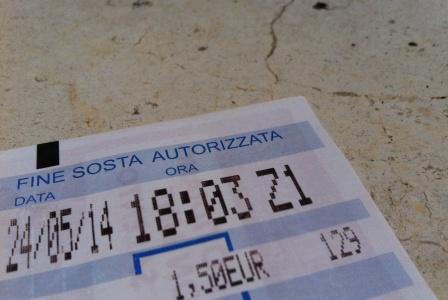 FINE SOSTA AUTORIZZATA
DATA ORA
24/05/14 18:03 Z1
1,50EUR 129